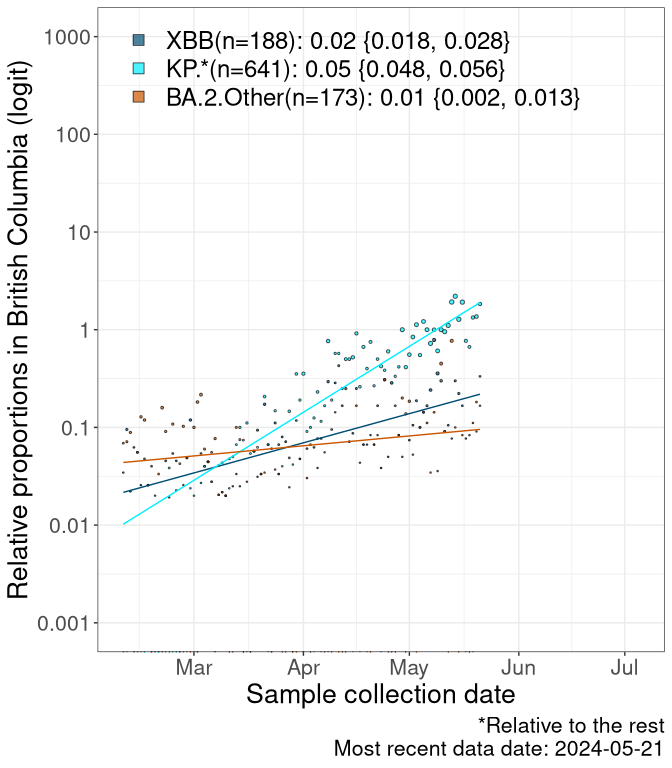 XBB(n=188): 0.02 {0.018, 0.028}
KP.*(n=641): 0.05 {0.048, 0.056}
BA.2.Other(n=173): 0.01 {0.002, 0.013}
Relative proportions in British Columbia (logit)
1000
100
10
1
0.1
0.01
0.001
Mar Apr May Jun Jul
Sample collection date
*Relative to the rest
Most recent data date: 2024-05-21